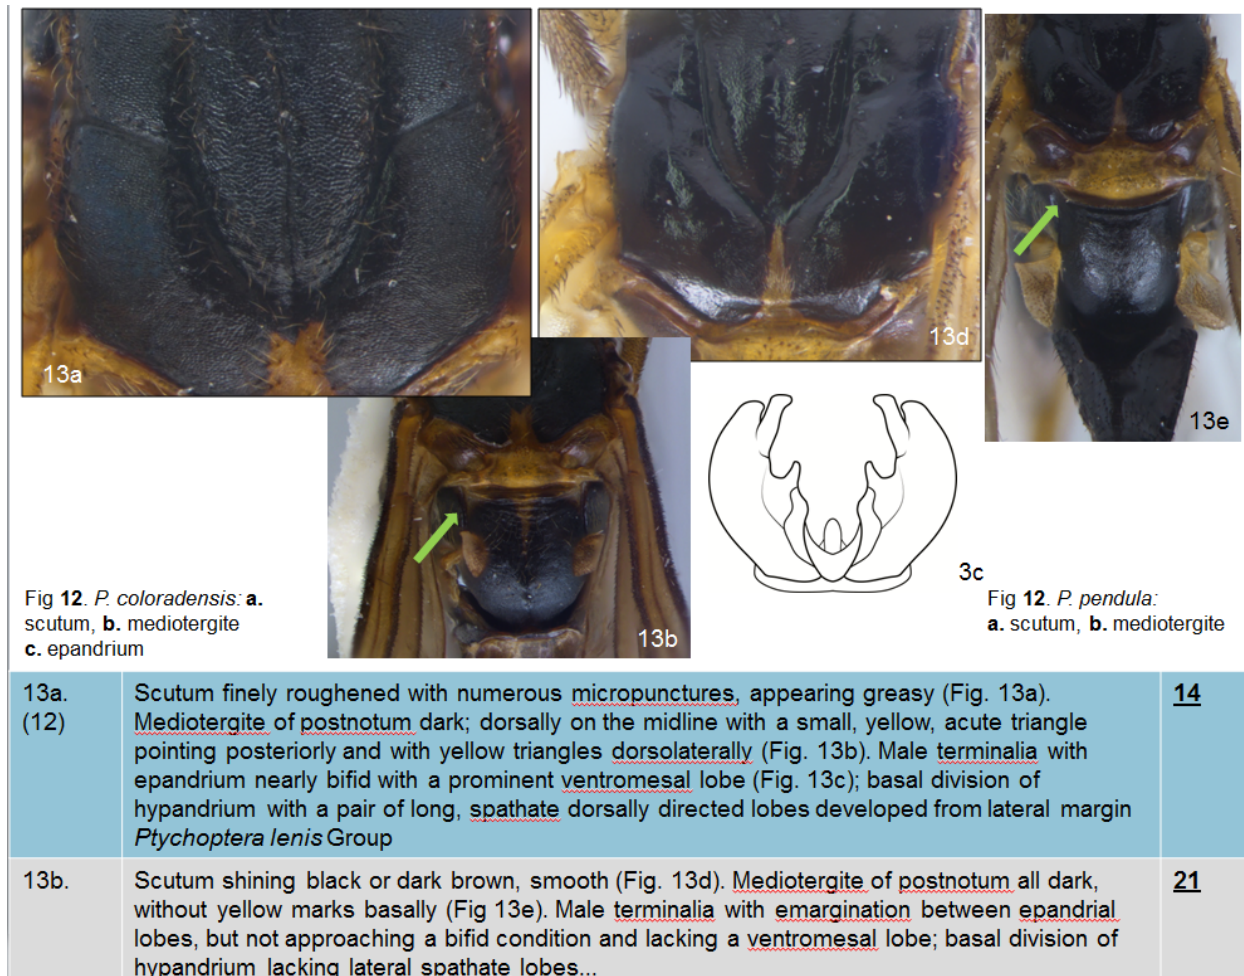 13a
13d
13e
13b
3c
Fig 12. P. coloradensis: a.
scutum, b. mediotergite
c. epandrium
Fig 12. P. pendula:
a. scutum, b. mediotergite
13a.
(12)
Scutum finely roughened with numerous micropunctures, appearing greasy (Fig. 13a).
Mediotergite of postnotum dark; dorsally on the midline with a small, yellow, acute triangle
pointing posteriorly and with yellow triangles dorsolaterally (Fig. 13b). Male terminalia with
epandrium nearly bifid with a prominent ventromesal lobe (Fig. 13c); basal division of
hypandrium with a pair of long, spathate dorsally directed lobes developed from lateral margin
Ptychoptera lenis Group
14
13b.
Scutum shining black or dark brown, smooth (Fig. 13d). Mediotergite of postnotum all dark,
without yellow marks basally (Fig 13e). Male terminalia with emargination between epandrial
lobes, but not approaching a bifid condition and lacking a ventromesal lobe; basal division of
hypandrium lacking lateral spathate lobes...
21